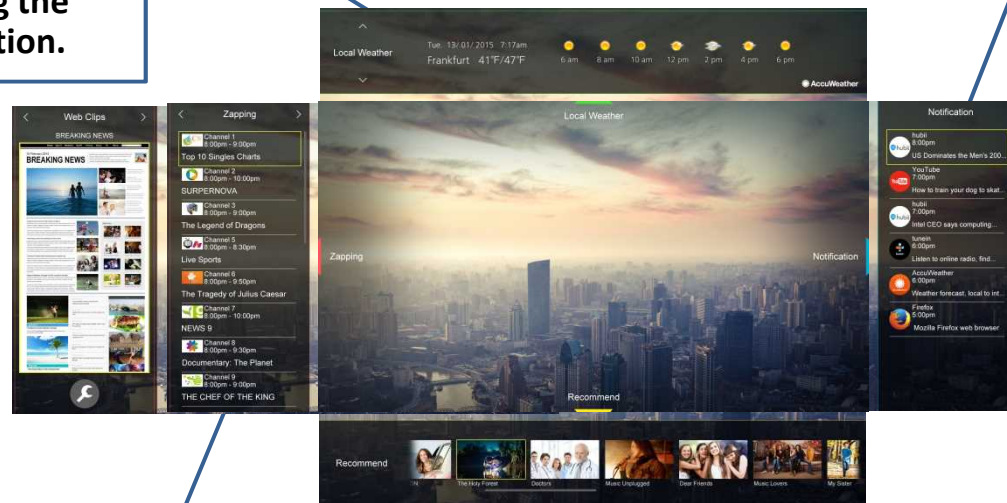 g the
tion.
Local Weather
Tue. 13/ 01/ 2015 7:17am
Frankfurt 41°F/47°F
6 am 8 am 10 am 12 pm 2 pm 4 pm 6 pm
AccuWeather
Web Clips
BREAKING NEWS
BREAKING NEWS
Zapping
Channel 1
8:00pm - 9:00pm
Top 10 Singles Charts
Channel 2
8:00pm - 10:00pm
SURPERNOVA
Channel 3
8:00pm - 9:00pm
The Legend of Dragons
Channel 5
8:00pm - 8:30pm
Live Sports
Channel 6
8:00pm - 9:50pm
The Tragedy of Julius Caesar
Channel 7
8:00pm - 10:00pm
NEWS 9
Channel 8
8:00pm - 9:30pm
Documentary: The Planet
Channel 9
8:00pm - 9:00pm
THE CHEF OF THE KING
Local Weather
Zapping
Notification
Recommend
Notification
hubii
hubii
8:00pm
US Dominates the Men's 200...
YouTube
7:00pm
How to train your dog to skat...
hubii
hubii
7:00pm
Intel CEO says computing...
tunein
6:00pm
Listen to online radio, find...
AccuWeather
6:00pm
Weather forecast, local to int...
Firefox
5:00pm
Mozilla Firefox web browser
Recommend
The Holy Forest
Doctors
Music Unplugged
Dear Friends
Music Lovers
My Sister